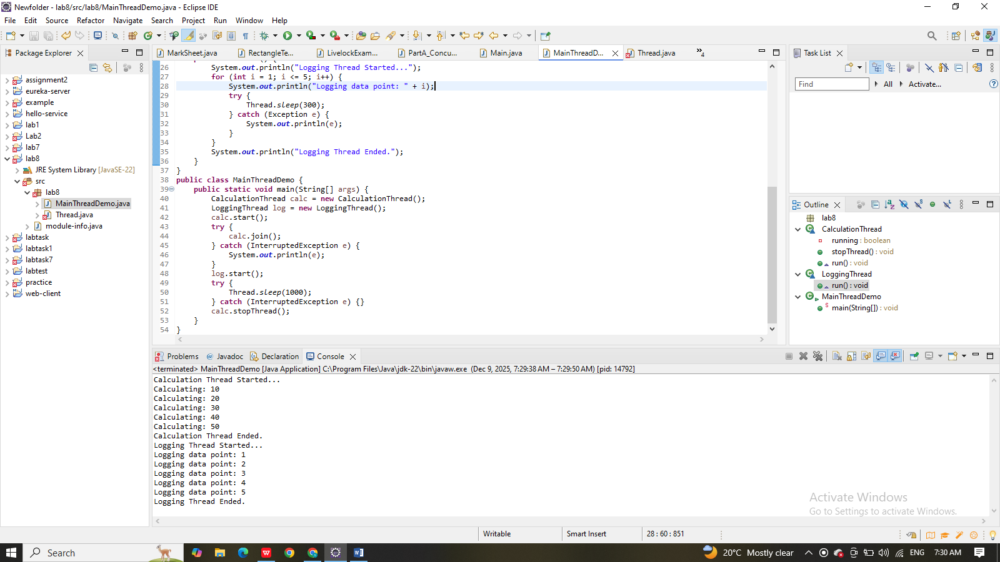 Newfolder - lab8/src/lab8/MainThreadDemo.java - Eclipse IDE
File Edit Source Refactor Navigate Search Project Run Window Help
Package Explorer
assignment2
eureka-server
example
hello-service
lab1
Lab2
lab7
lab8
JRE System Library [JavaSE-22]
src
lab8
MainThreadDemo.java
Thread.java
module-info.java
labtask
labtask1
labtask7
labtest
practice
web-client
MarkSheet.java RectangleTe... LivelockExam... PartA_Concu... Main.java MainThreadD... Thread.java »4
26 System.out.println("Logging Thread Started...");
27 for (int i = 1; i <= 5; i++) {
28 System.out.println("Logging data point: " + i);
29 try {
30 Thread.sleep(300);
31 } catch (Exception e) {
32 System.out.println(e);
33 }
34 }
35 System.out.println("Logging Thread Ended.");
36 }
37 }
38 public class MainThreadDemo {
39 public static void main(String[] args) {
40 CalculationThread calc = new CalculationThread();
41 LoggingThread log = new LoggingThread();
42 calc.start();
43 try {
44 calc.join();
45 } catch (InterruptedException e) {
46 System.out.println(e);
47 }
48 log.start();
49 try {
50 Thread.sleep(1000);
51 } catch (InterruptedException e) {}
52 calc.stopThread();
53 }
54 }
Task List
Find All Activate...
Outline
lab8
CalculationThread
running : boolean
stopThread() : void
run() : void
LoggingThread
run() : void
MainThreadDemo
main(String[]) : void
Problems Javadoc Declaration Console
<terminated> MainThreadDemo [Java Application] C:\Program Files\Java\jdk-22\bin\javaw.exe (Dec 9, 2025, 7:29:38 AM – 7:29:50 AM) [pid: 14792]
Calculation Thread Started...
Calculating: 10
Calculating: 20
Calculating: 30
Calculating: 40
Calculating: 50
Calculation Thread Ended.
Logging Thread Started...
Logging data point: 1
Logging data point: 2
Logging data point: 3
Logging data point: 4
Logging data point: 5
Logging Thread Ended.
Activate Windows
Go to Settings to activate Windows.
Writable Smart Insert 28 : 60 : 851
Search 20°C Mostly clear ENG 7:30 AM